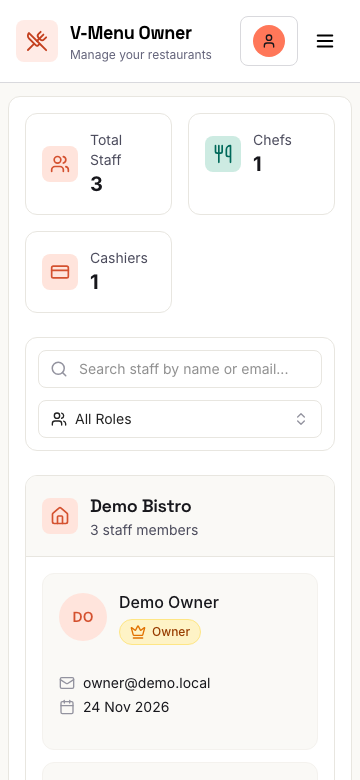 V-Menu Owner
Manage your restaurants
Total
Staff
3
Chefs
1
Cashiers
1
Search staff by name or email...
All Roles
Demo Bistro
3 staff members
DO
Demo Owner
Owner
owner@demo.local
24 Nov 2026